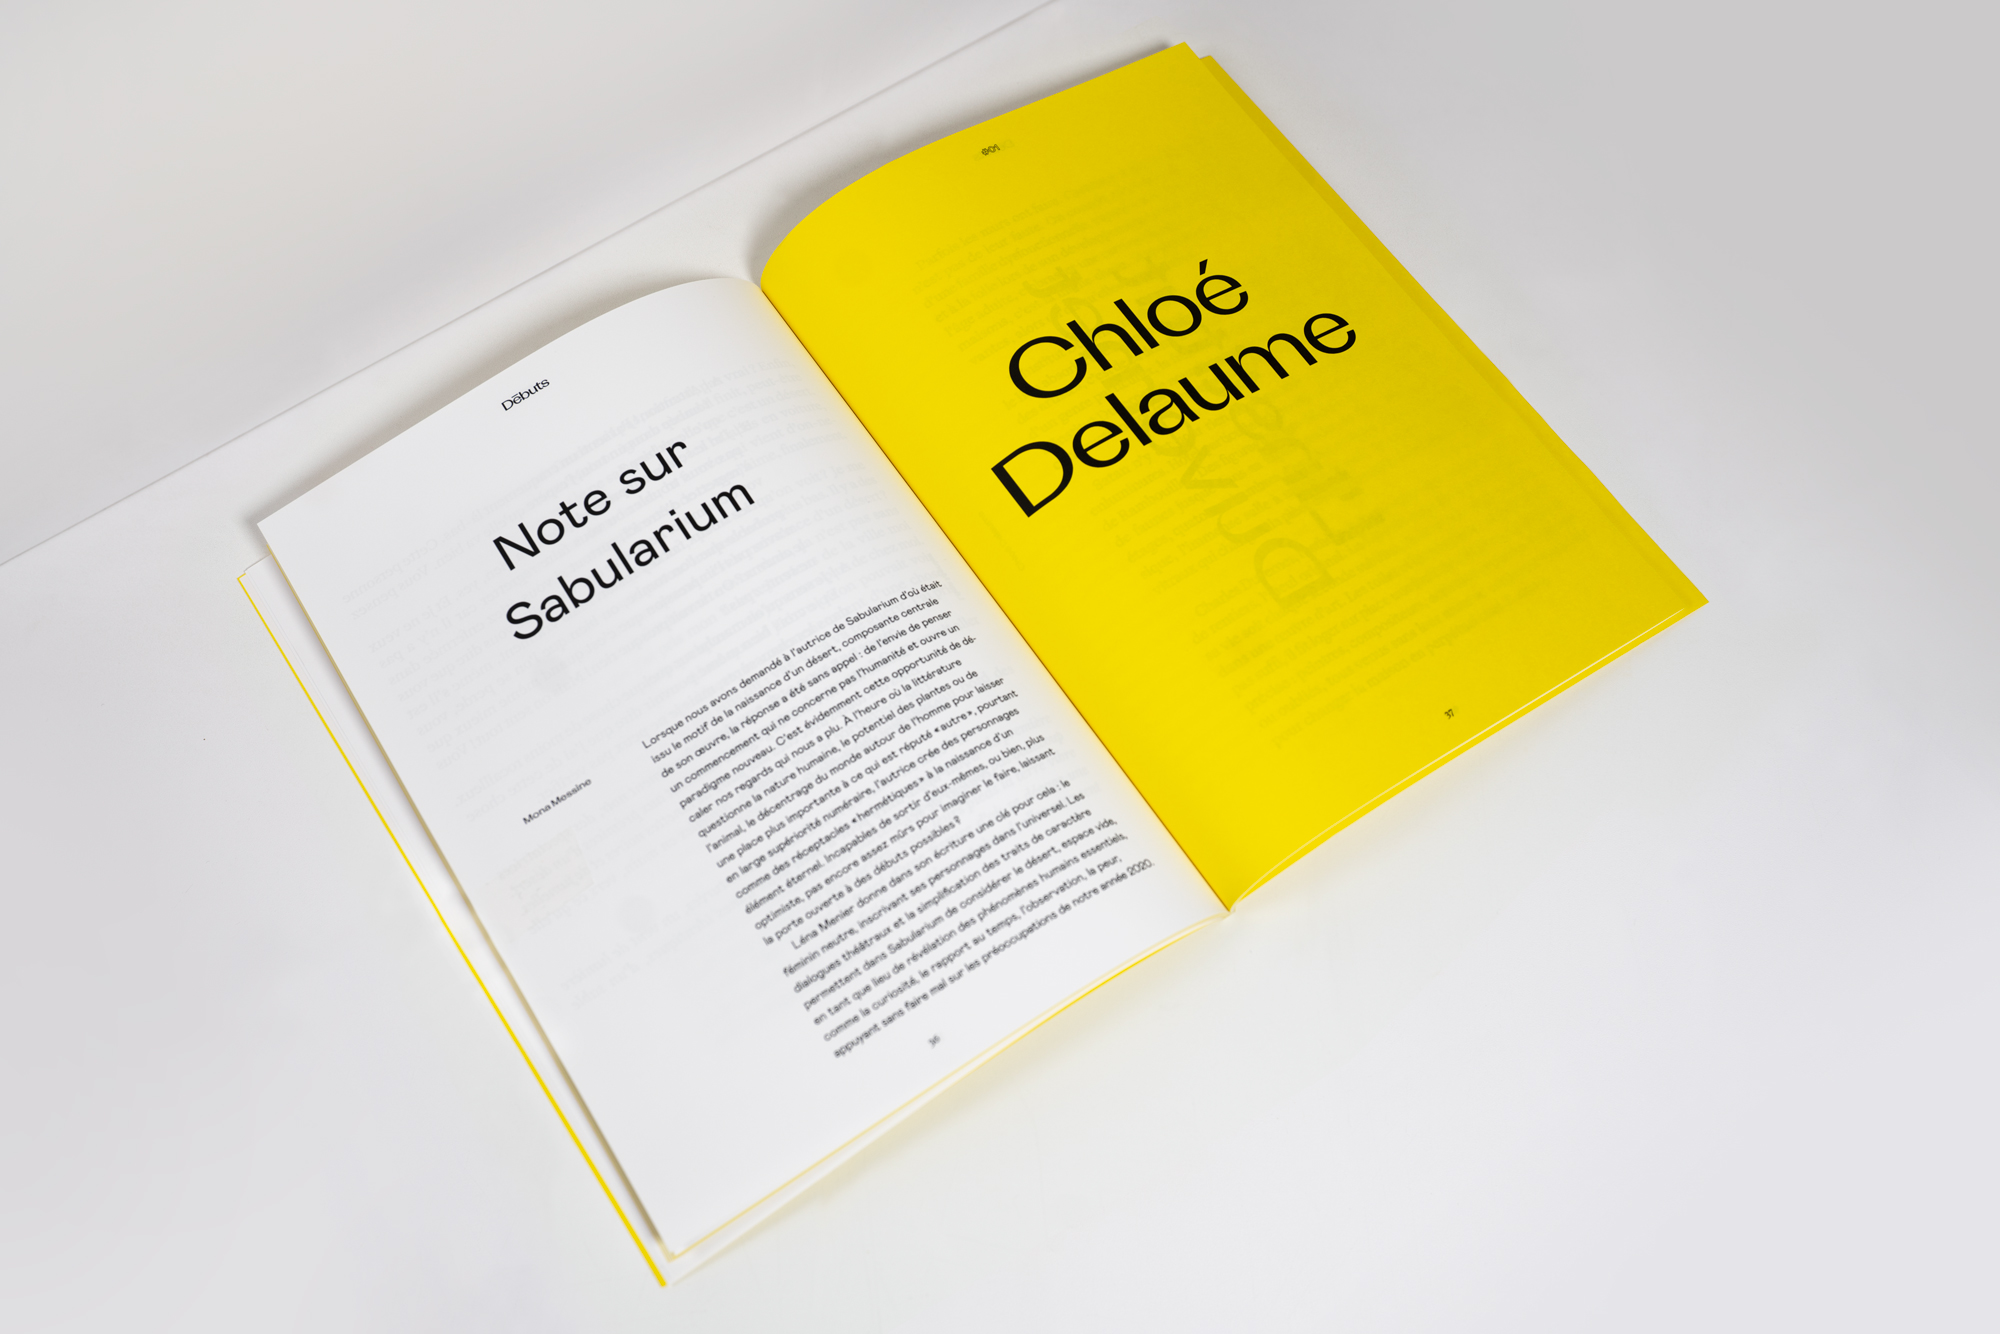 Dēbuts
Note sur
Sabularium
Mona Messine
Lorsque nous avons demandé à l'autrice de Sabularium d'où était
issu le motif de la naissance d'un désert, composante centrale
de son œuvre, la réponse a été sans appel : de l'envie de penser
un commencement qui ne concerne pas l'humanité et ouvre un
paradigme nouveau. C'est évidemment cette opportunité de dé-
caler nos regards qui nous a plu. À l'heure où la littérature
questionne la nature humaine, le potentiel des plantes ou de
l'animal, le décentrage du monde autour de l'homme pour laisser
une place plus importante à ce qui est réputé « autre », pourtant
en large supériorité numéraire, l'autrice crée des personnages
comme des réceptacles « hermétiques » à la naissance d'un
élément éternel. Incapables de sortir d'eux-mêmes, ou bien, plus
optimiste, pas encore assez mûrs pour imaginer le faire, laissant
la porte ouverte à des débuts possibles ?
Léna Menier donne dans son écriture une clé pour cela : le
féminin neutre, inscrivant ses personnages dans l'universel. Les
dialogues théâtraux et la simplification des traits de caractère
permettent dans Sabularium de considérer le désert, espace vide,
en tant que lieu de révélation des phénomènes humains essentiels,
comme la curiosité, le rapport au temps, l'observation, la peur,
appuyant sans faire mal sur les préoccupations de notre année 2020.
36
Chloé
Delaume
37